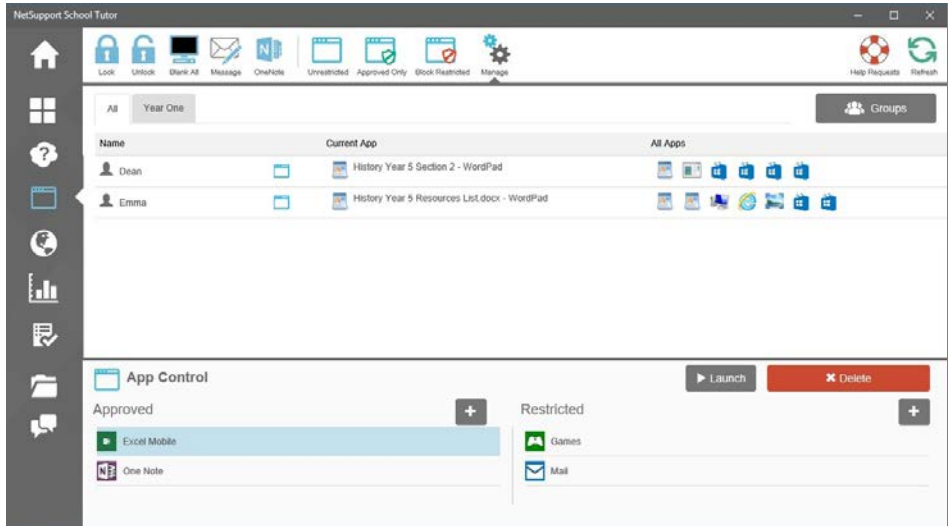 NetSupport School Tutor
Lock Unlock Blank All Message OneNote Unrestricted Approved Only Block Restricted Manage Help Requests Refresh
All Year One Groups
Name Current App All Apps
Dean History Year 5 Section 2 - WordPad
Emma History Year 5 Resources List.docx - WordPad
App Control Launch Delete
Approved + Restricted +
Excel Mobile Games
One Note Mail